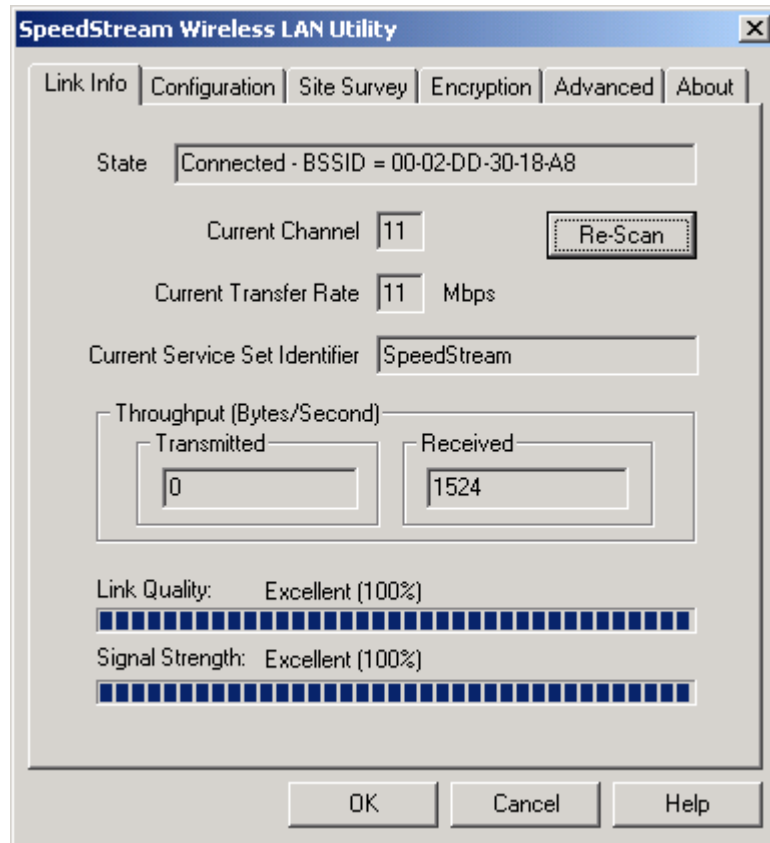 SpeedStream Wireless LAN Utility
Link Info Configuration Site Survey Encryption Advanced About
State Connected - BSSID = 00-02-DD-30-18-A8
Current Channel 11 Re-Scan
Current Transfer Rate 11 Mbps
Current Service Set Identifier SpeedStream
Throughput (Bytes/Second)
Transmitted Received
0 1524
Link Quality: Excellent (100%)
Signal Strength: Excellent (100%)
OK Cancel Help